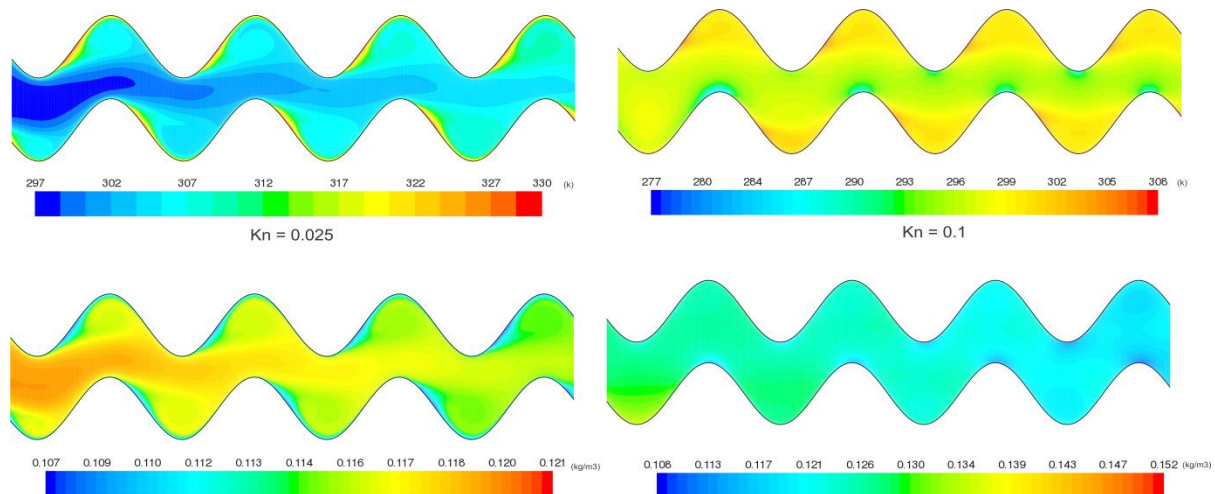 297 302 307 312 317 322 327 330 (k)
Kn = 0.025
277 280 284 287 290 293 296 299 302 305 308 (k)
Kn = 0.1
0.107 0.109 0.110 0.112 0.113 0.114 0.116 0.117 0.118 0.120 0.121 (kg/m3)
0.108 0.113 0.117 0.121 0.126 0.130 0.134 0.139 0.143 0.147 0.152 (kg/m3)